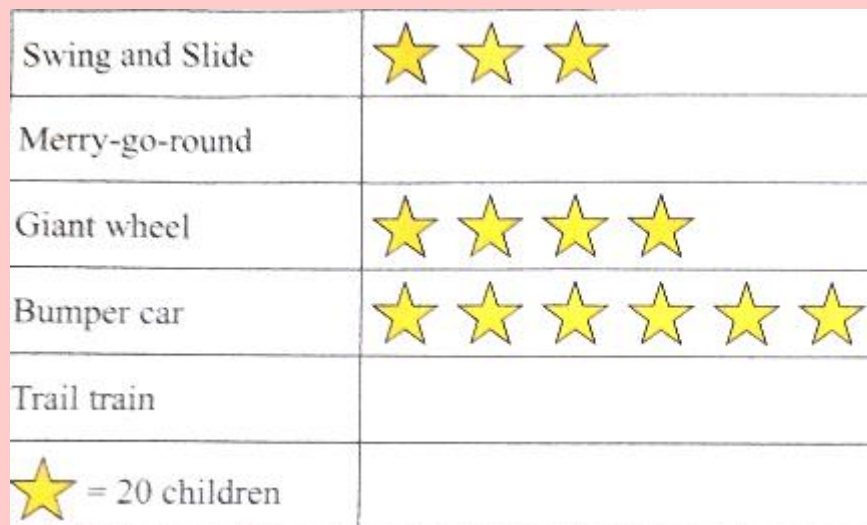 Swing and Slide
Merry-go-round
Giant wheel
Bumper car
Trail train
= 20 children